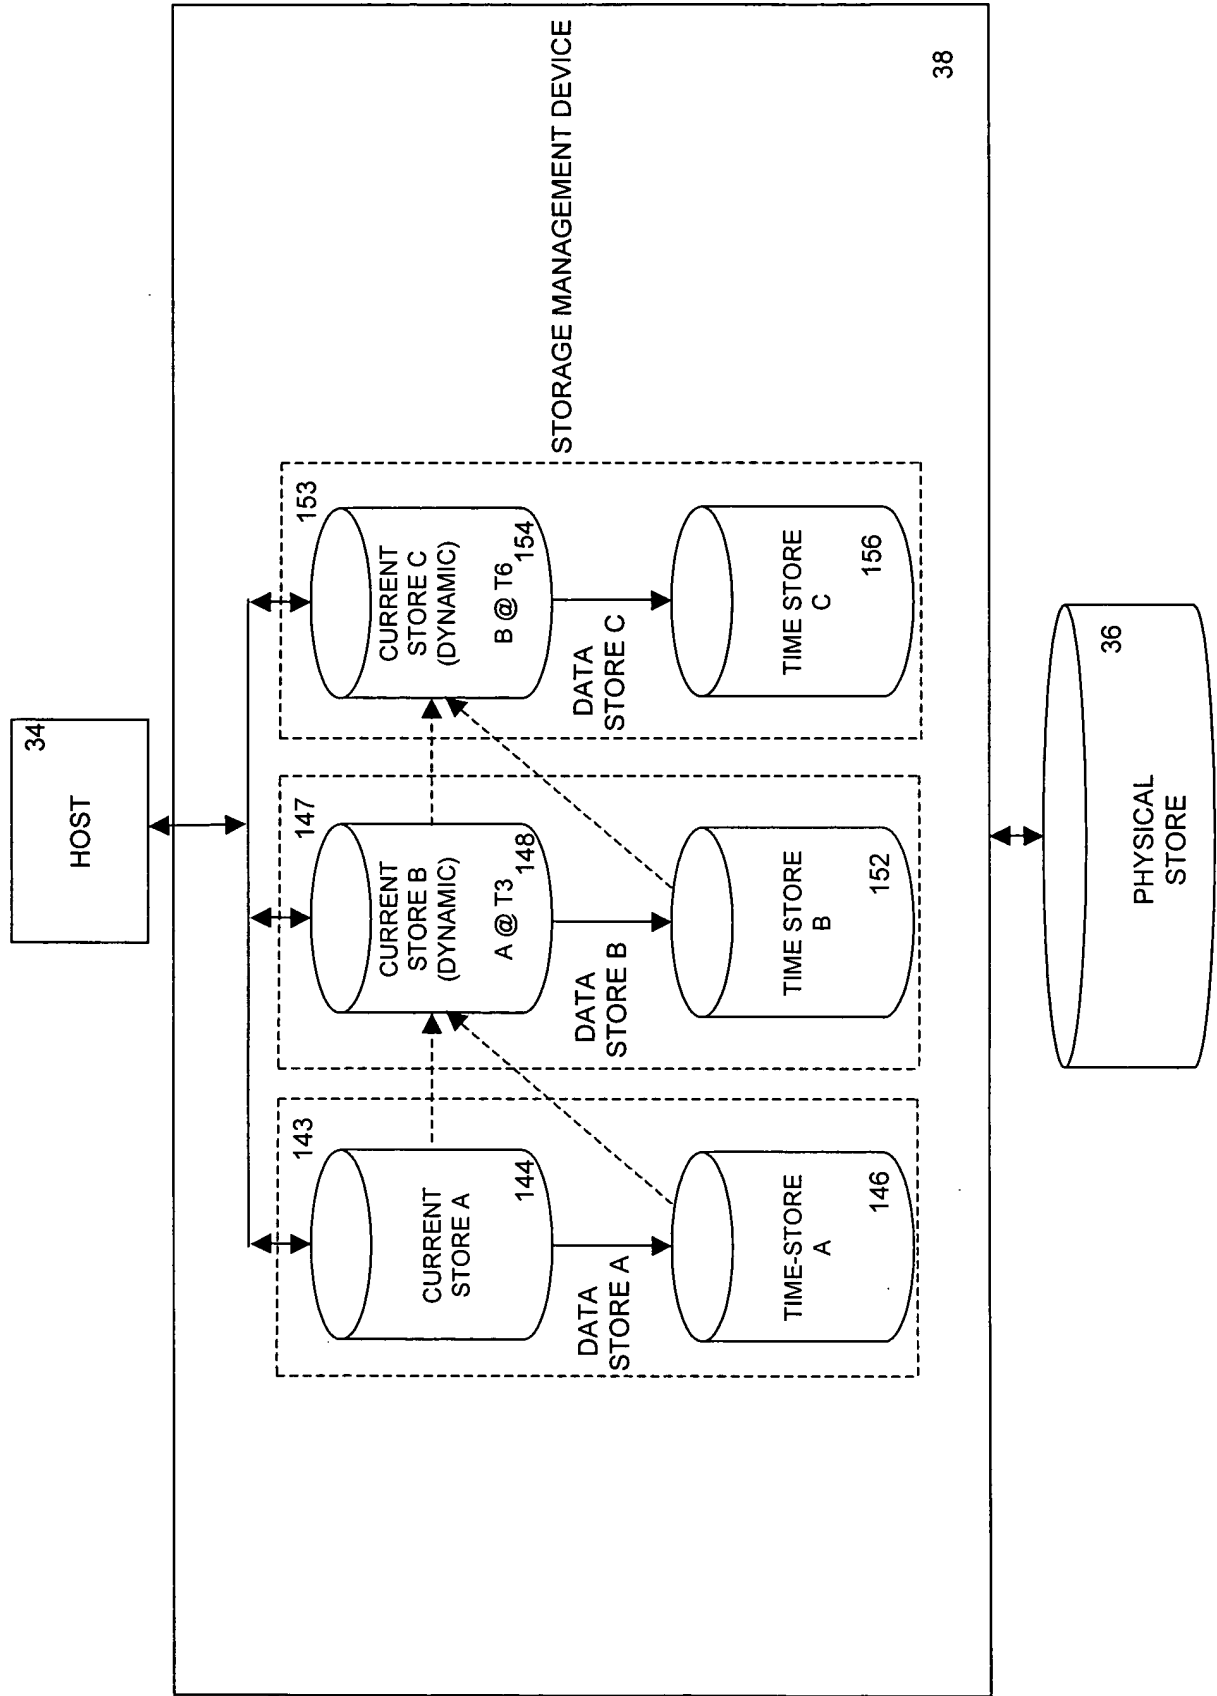 HOST
34
STORAGE MANAGEMENT DEVICE
38
143
CURRENT
STORE A
144
DATA
STORE A
TIME-STORE
A
146
147
CURRENT
STORE B
(DYNAMIC)
A @ T3
148
DATA
STORE B
TIME STORE
B
152
153
CURRENT
STORE C
(DYNAMIC)
B @ T6
154
DATA
STORE C
TIME STORE
C
156
PHYSICAL
STORE
36